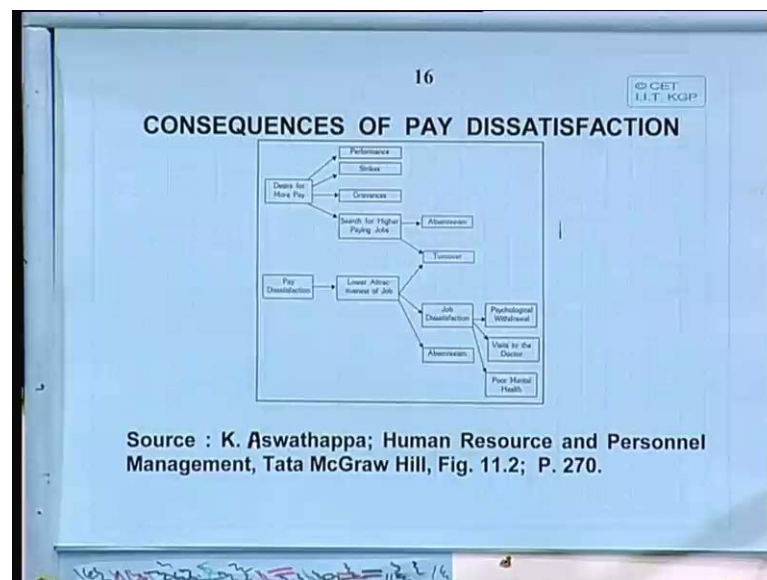 16
© CET
I.I.T. KGP
CONSEQUENCES OF PAY DISSATISFACTION
Performance
Strikes
Desire for
More Pay
Grievances
Search for Higher
Paying Jobs
Absenteeism
Turnover
Pay
Dissatisfaction
Lower Attrac-
tiveness of Job
Job
Dissatisfaction
Psychological
Withdrawal
Visits to the
Doctor
Absenteeism
Poor Mental
Health
Source : K. Aswathappa; Human Resource and Personnel
Management, Tata McGraw Hill, Fig. 11.2; P. 270.